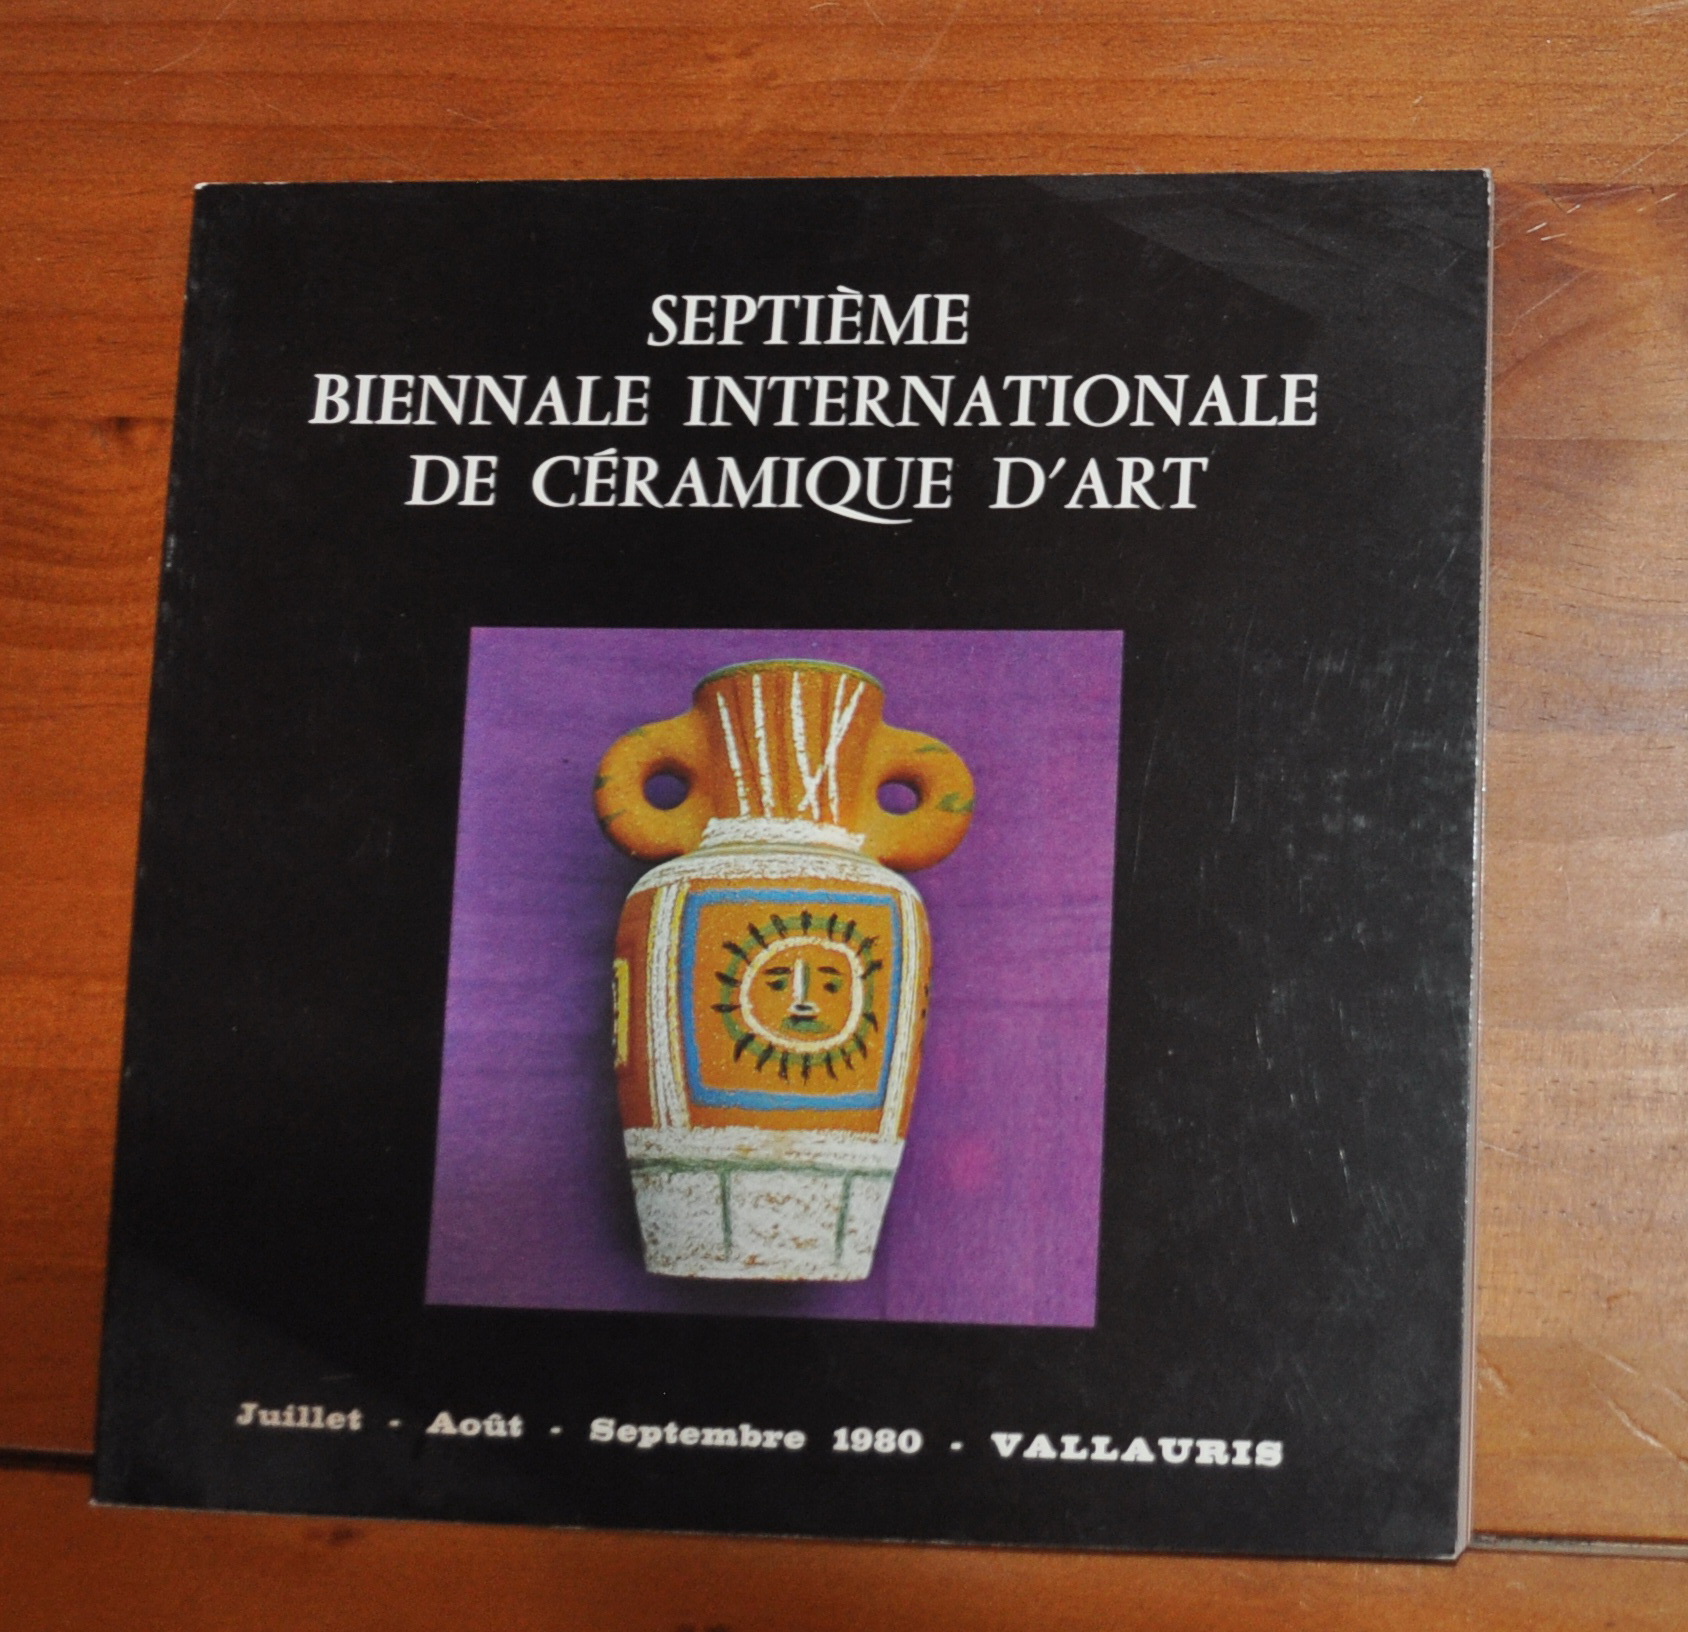 SEPTIÈME
BIENNALE INTERNATIONALE
DE CÉRAMIQUE D'ART
Juillet - Août - Septembre 1980 - VALLAURIS